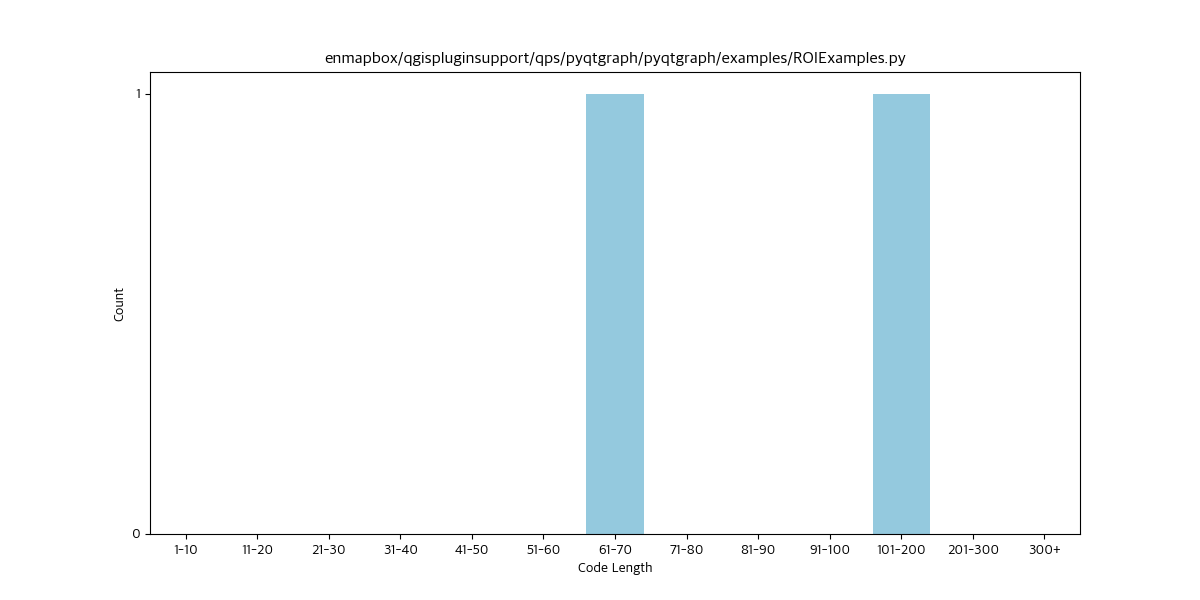 enmapbox/qgispluginsupport/qps/pyqtgraph/pyqtgraph/examples/ROIExamples.py
1
Count
0
1-10 11-20 21-30 31-40 41-50 51-60 61-70 71-80 81-90 91-100 101-200 201-300 300+
Code Length